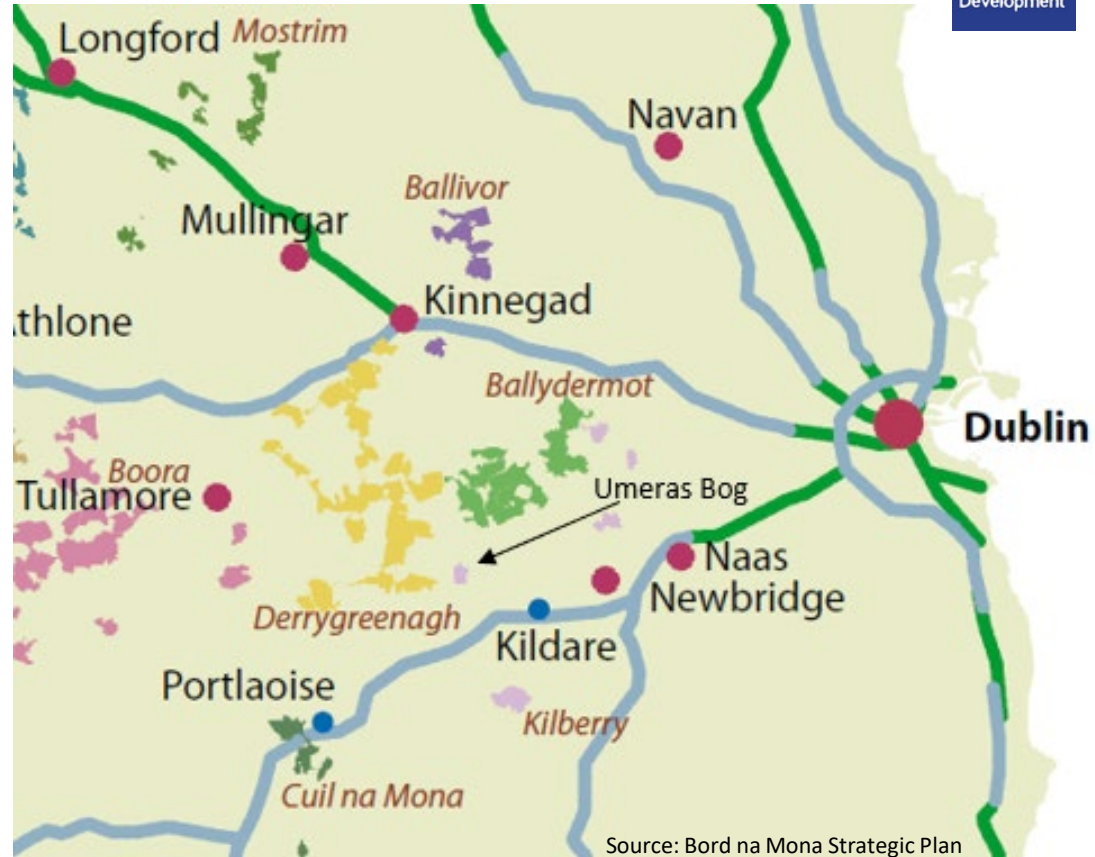 Development
Longford
Mostrim
Navan
Ballivor
Mullingar
Kinnegad
thlone
Ballydermot
Dublin
Boora
Tullamore
Umeras Bog
Naas
Newbridge
Derrygreenagh
Kildare
Portlaoise
Kilberry
Cuil na Mona
Source: Bord na Mona Strategic Plan